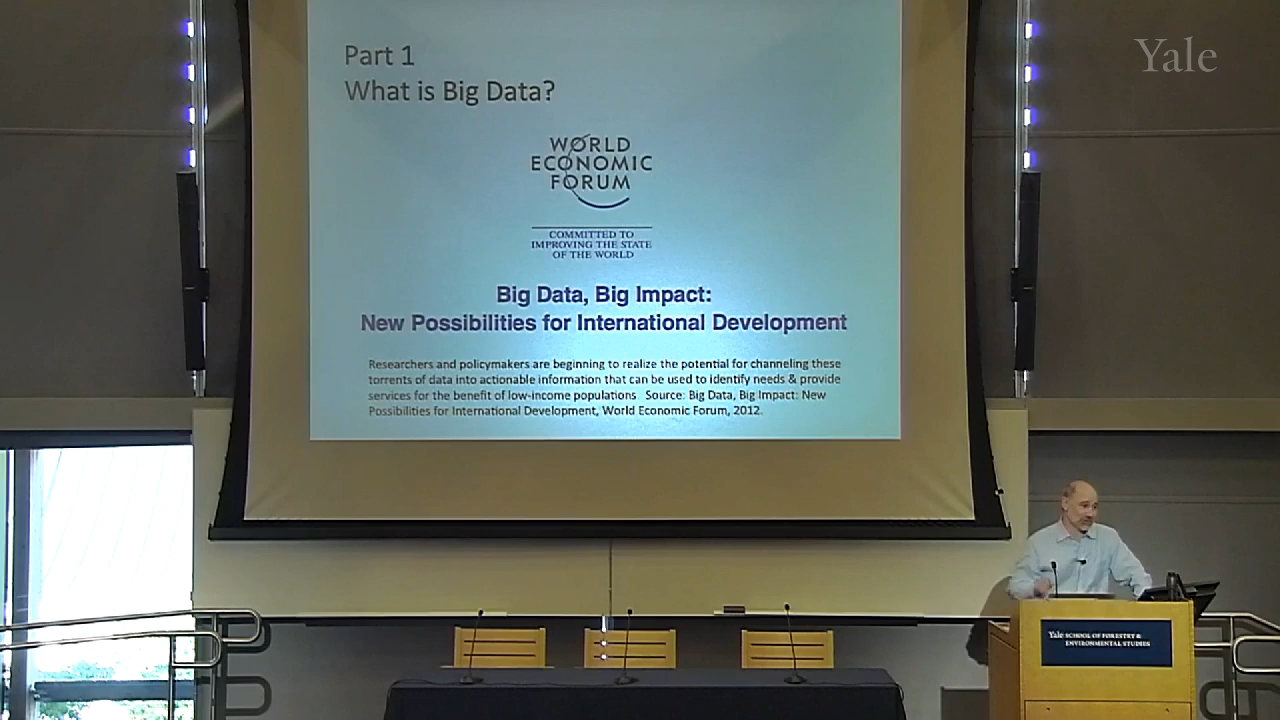 Yale
Part 1
What is Big Data?
WORLD
ECONOMIC
FORUM
COMMITTED TO
IMPROVING THE STATE
OF THE WORLD
Big Data, Big Impact:
New Possibilities for International Development
Researchers and policymakers are beginning to realize the potential for channeling these
torrents of data into actionable information that can be used to identify needs & provide
services for the benefit of low-income populations Source: Big Data, Big Impact: New
Possibilities for International Development, World Economic Forum, 2012.
Yale SCHOOL OF FORESTRY &
ENVIRONMENTAL STUDIES